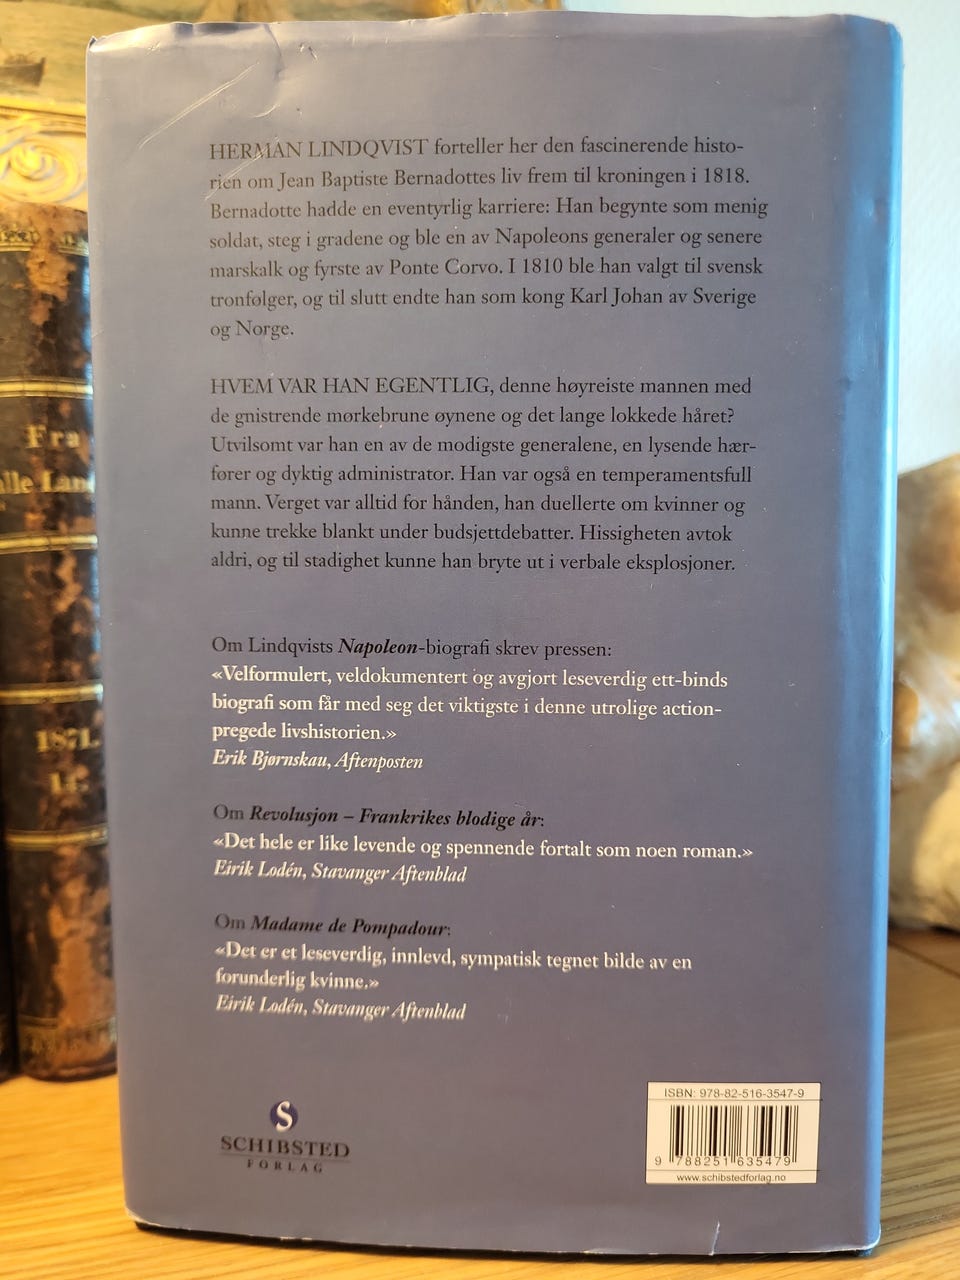 HERMAN LINDQVIST forteller her den fascinerende histo-
rien om Jean Baptiste Bernadottes liv frem til kroningen i 1818.
Bernadotte hadde en eventyrlig karriere: Han begynte som menig
soldat, steg i gradene og ble en av Napoleons generaler og senere
marskalk og fyrste av Ponte Corvo. I 1810 ble han valgt til svensk
tronfølger, og til slutt endte han som kong Karl Johan av Sverige
og Norge.
HVEM VAR HAN EGENTLIG, denne høyreiste mannen med
de gnistrende mørkebrune øynene og det lange lokkede håret?
Utvilsomt var han en av de modigste generalene, en lysende hær-
fører og dyktig administrator. Han var også en temperamentsfull
mann. Verget var alltid for hånden, han duellerte om kvinner og
kunne trekke blankt under budsjettdebatter. Hissigheten avtok
aldri, og til stadighet kunne han bryte ut i verbale eksplosjoner.
Om Lindqvists Napoleon-biografi skrev pressen:
«Velformulert, veldokumentert og avgjort leseverdig ett-binds
biografi som får med seg det viktigste i denne utrolige action-
pregede livshistorien.»
Erik Bjørnskau, Aftenposten
Om Revolusjon – Frankrikes blodige år:
«Det hele er like levende og spennende fortalt som noen roman.»
Eirik Lodén, Stavanger Aftenblad
Om Madame de Pompadour:
«Det er et leseverdig, innlevd, sympatisk tegnet bilde av en
forunderlig kvinne.»
Eirik Lodén, Stavanger Aftenblad
S
SCHIBSTED
FORLAG
ISBN: 978-82-516-3547-9
9 788251 635479
www.schibstedforlag.no
Fra
alle Lan
1871.